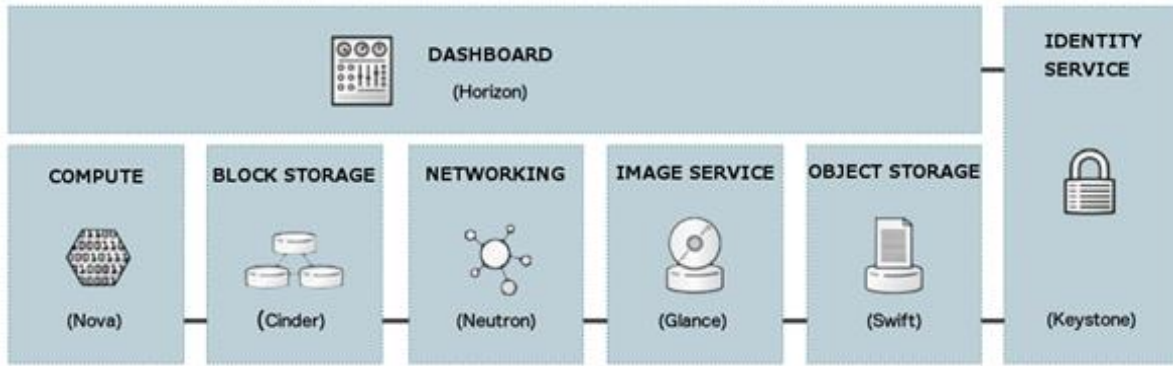 DASHBOARD
(Horizon)
IDENTITY
SERVICE
(Keystone)
COMPUTE
(Nova)
BLOCK STORAGE
(Cinder)
NETWORKING
(Neutron)
IMAGE SERVICE
(Glance)
OBJECT STORAGE
(Swift)